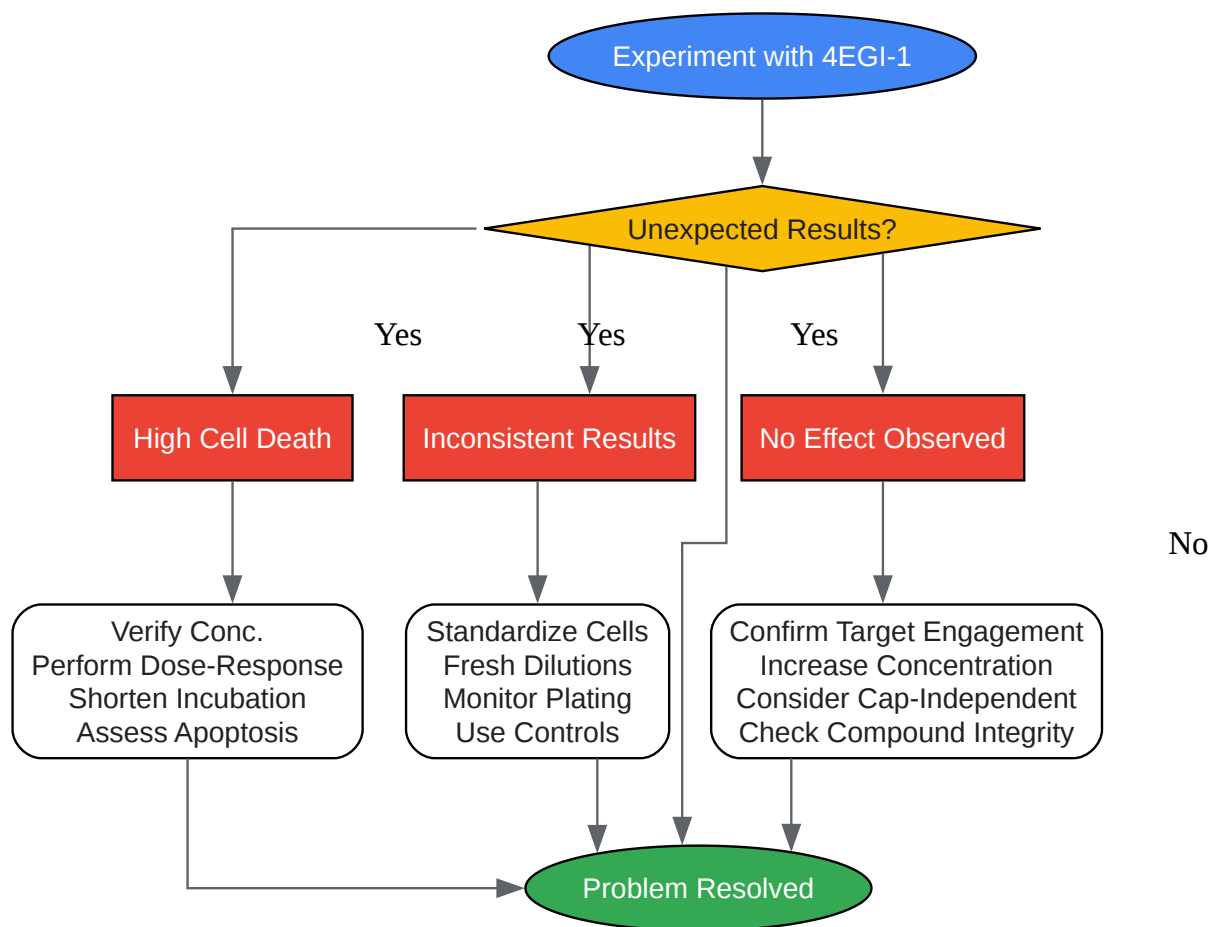 Experiment with 4EGI-1
Unexpected Results?
Yes
Yes
Yes
High Cell Death
Inconsistent Results
No Effect Observed
No
Verify Conc.
Perform Dose-Response
Shorten Incubation
Assess Apoptosis
Standardize Cells
Fresh Dilutions
Monitor Plating
Use Controls
Confirm Target Engagement
Increase Concentration
Consider Cap-Independent
Check Compound Integrity
Problem Resolved